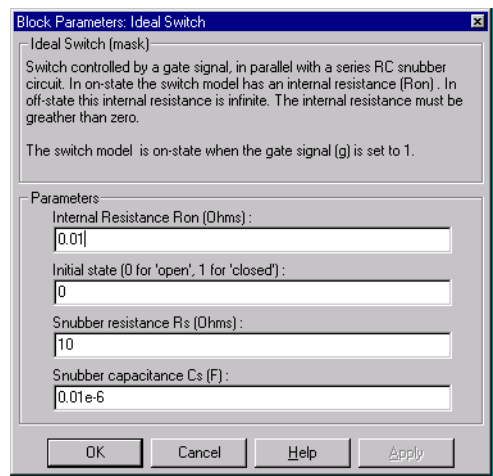 Block Parameters: Ideal Switch
Ideal Switch (mask)
Switch controlled by a gate signal, in parallel with a series RC snubber
circuit. In on-state the switch model has an internal resistance (Ron) . In
off-state this internal resistance is infinite. The internal resistance must be
greather than zero.
The switch model  is on-state when the gate signal (g) is set to 1.
Parameters
Internal Resistance Ron (Ohms) :
0.01
Initial state (0 for 'open', 1 for 'closed') :
0
Snubber resistance Rs (Ohms) :
10
Snubber capacitance Cs (F) :
0.01e-6
OK Cancel Help Apply